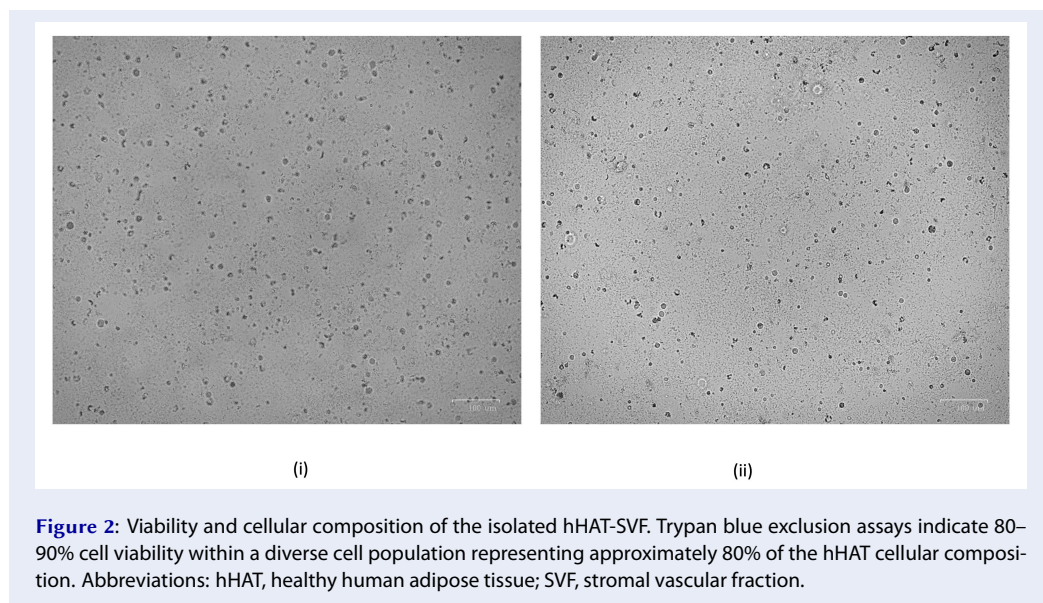 100 um
(i)
(ii)
Figure 2: Viability and cellular composition of the isolated hHAT-SVF. Trypan blue exclusion assays indicate 80–
90% cell viability within a diverse cell population representing approximately 80% of the hHAT cellular composi-
tion. Abbreviations: hHAT, healthy human adipose tissue; SVF, stromal vascular fraction.